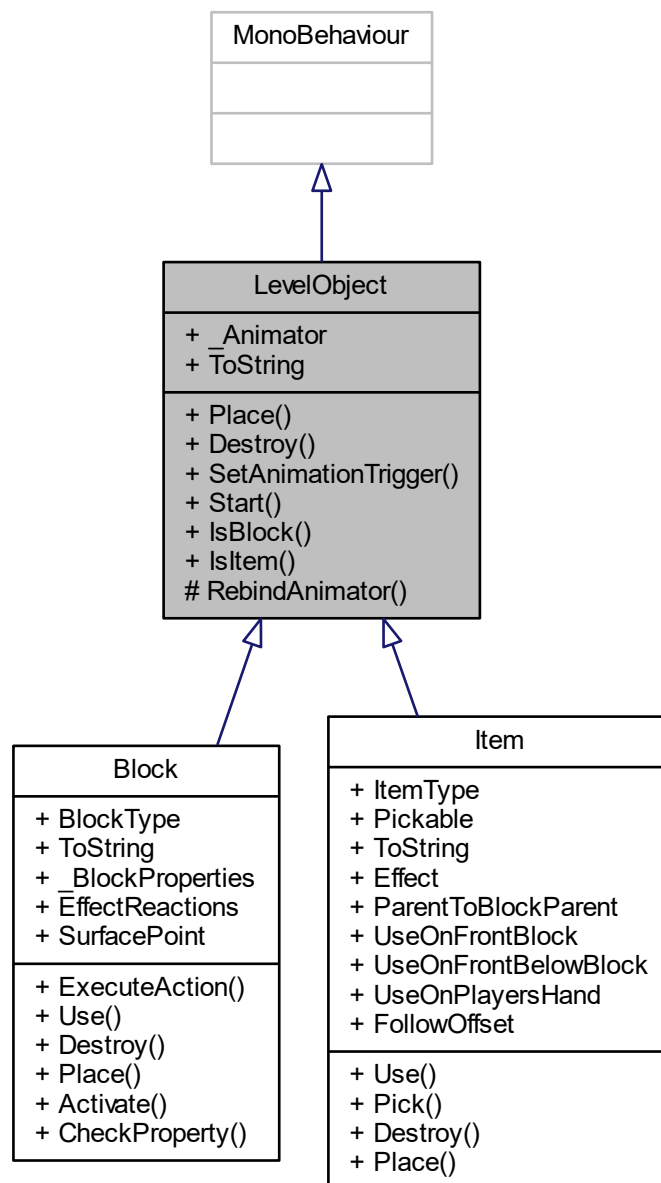 MonoBehaviour
LevelObject
+ _Animator
+ ToString
+ Place()
+ Destroy()
+ SetAnimationTrigger()
+ Start()
+ IsBlock()
+ IsItem()
# RebindAnimator()
Block
+ BlockType
+ ToString
+ _BlockProperties
+ EffectReactions
+ SurfacePoint
+ ExecuteAction()
+ Use()
+ Destroy()
+ Place()
+ Activate()
+ CheckProperty()
Item
+ ItemType
+ Pickable
+ ToString
+ Effect
+ ParentToBlockParent
+ UseOnFrontBlock
+ UseOnFrontBelowBlock
+ UseOnPlayersHand
+ FollowOffset
+ Use()
+ Pick()
+ Destroy()
+ Place()